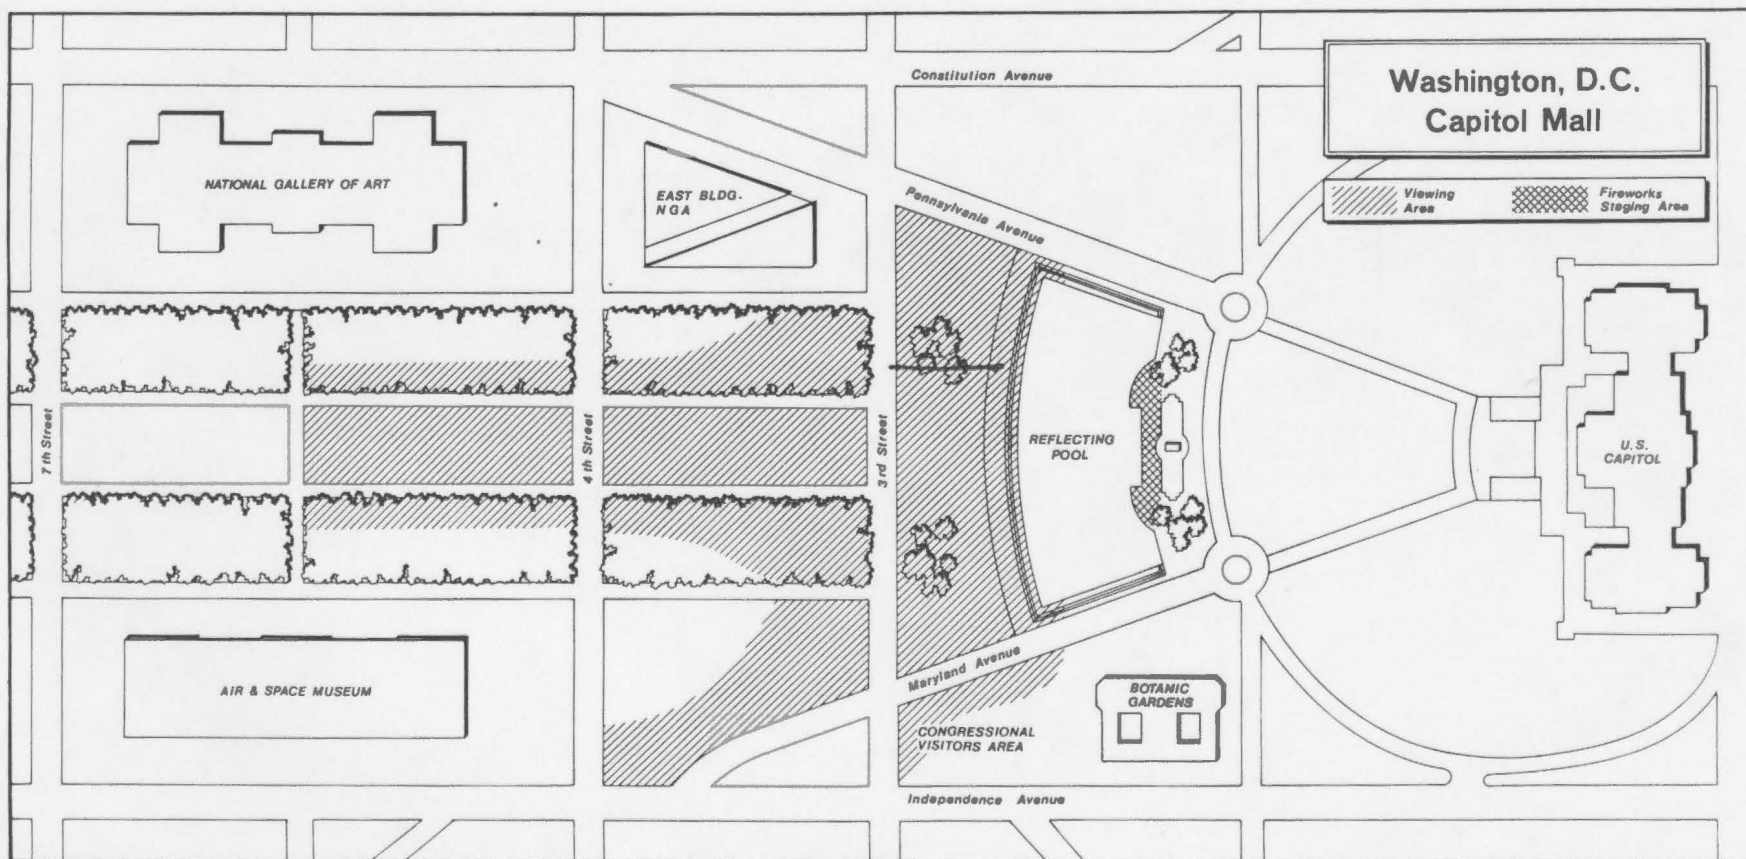 Constitution Avenue
Washington, D.C.
Capitol Mall
Viewing
Area
Fireworks
Staging Area
NATIONAL GALLERY OF ART
EAST BLDG.
NGA
Pennsylvania Avenue
7th Street
4th Street
3rd Street
REFLECTING
POOL
U.S.
CAPITOL
Maryland Avenue
AIR & SPACE MUSEUM
BOTANIC
GARDENS
CONGRESSIONAL
VISITORS AREA
Independence Avenue